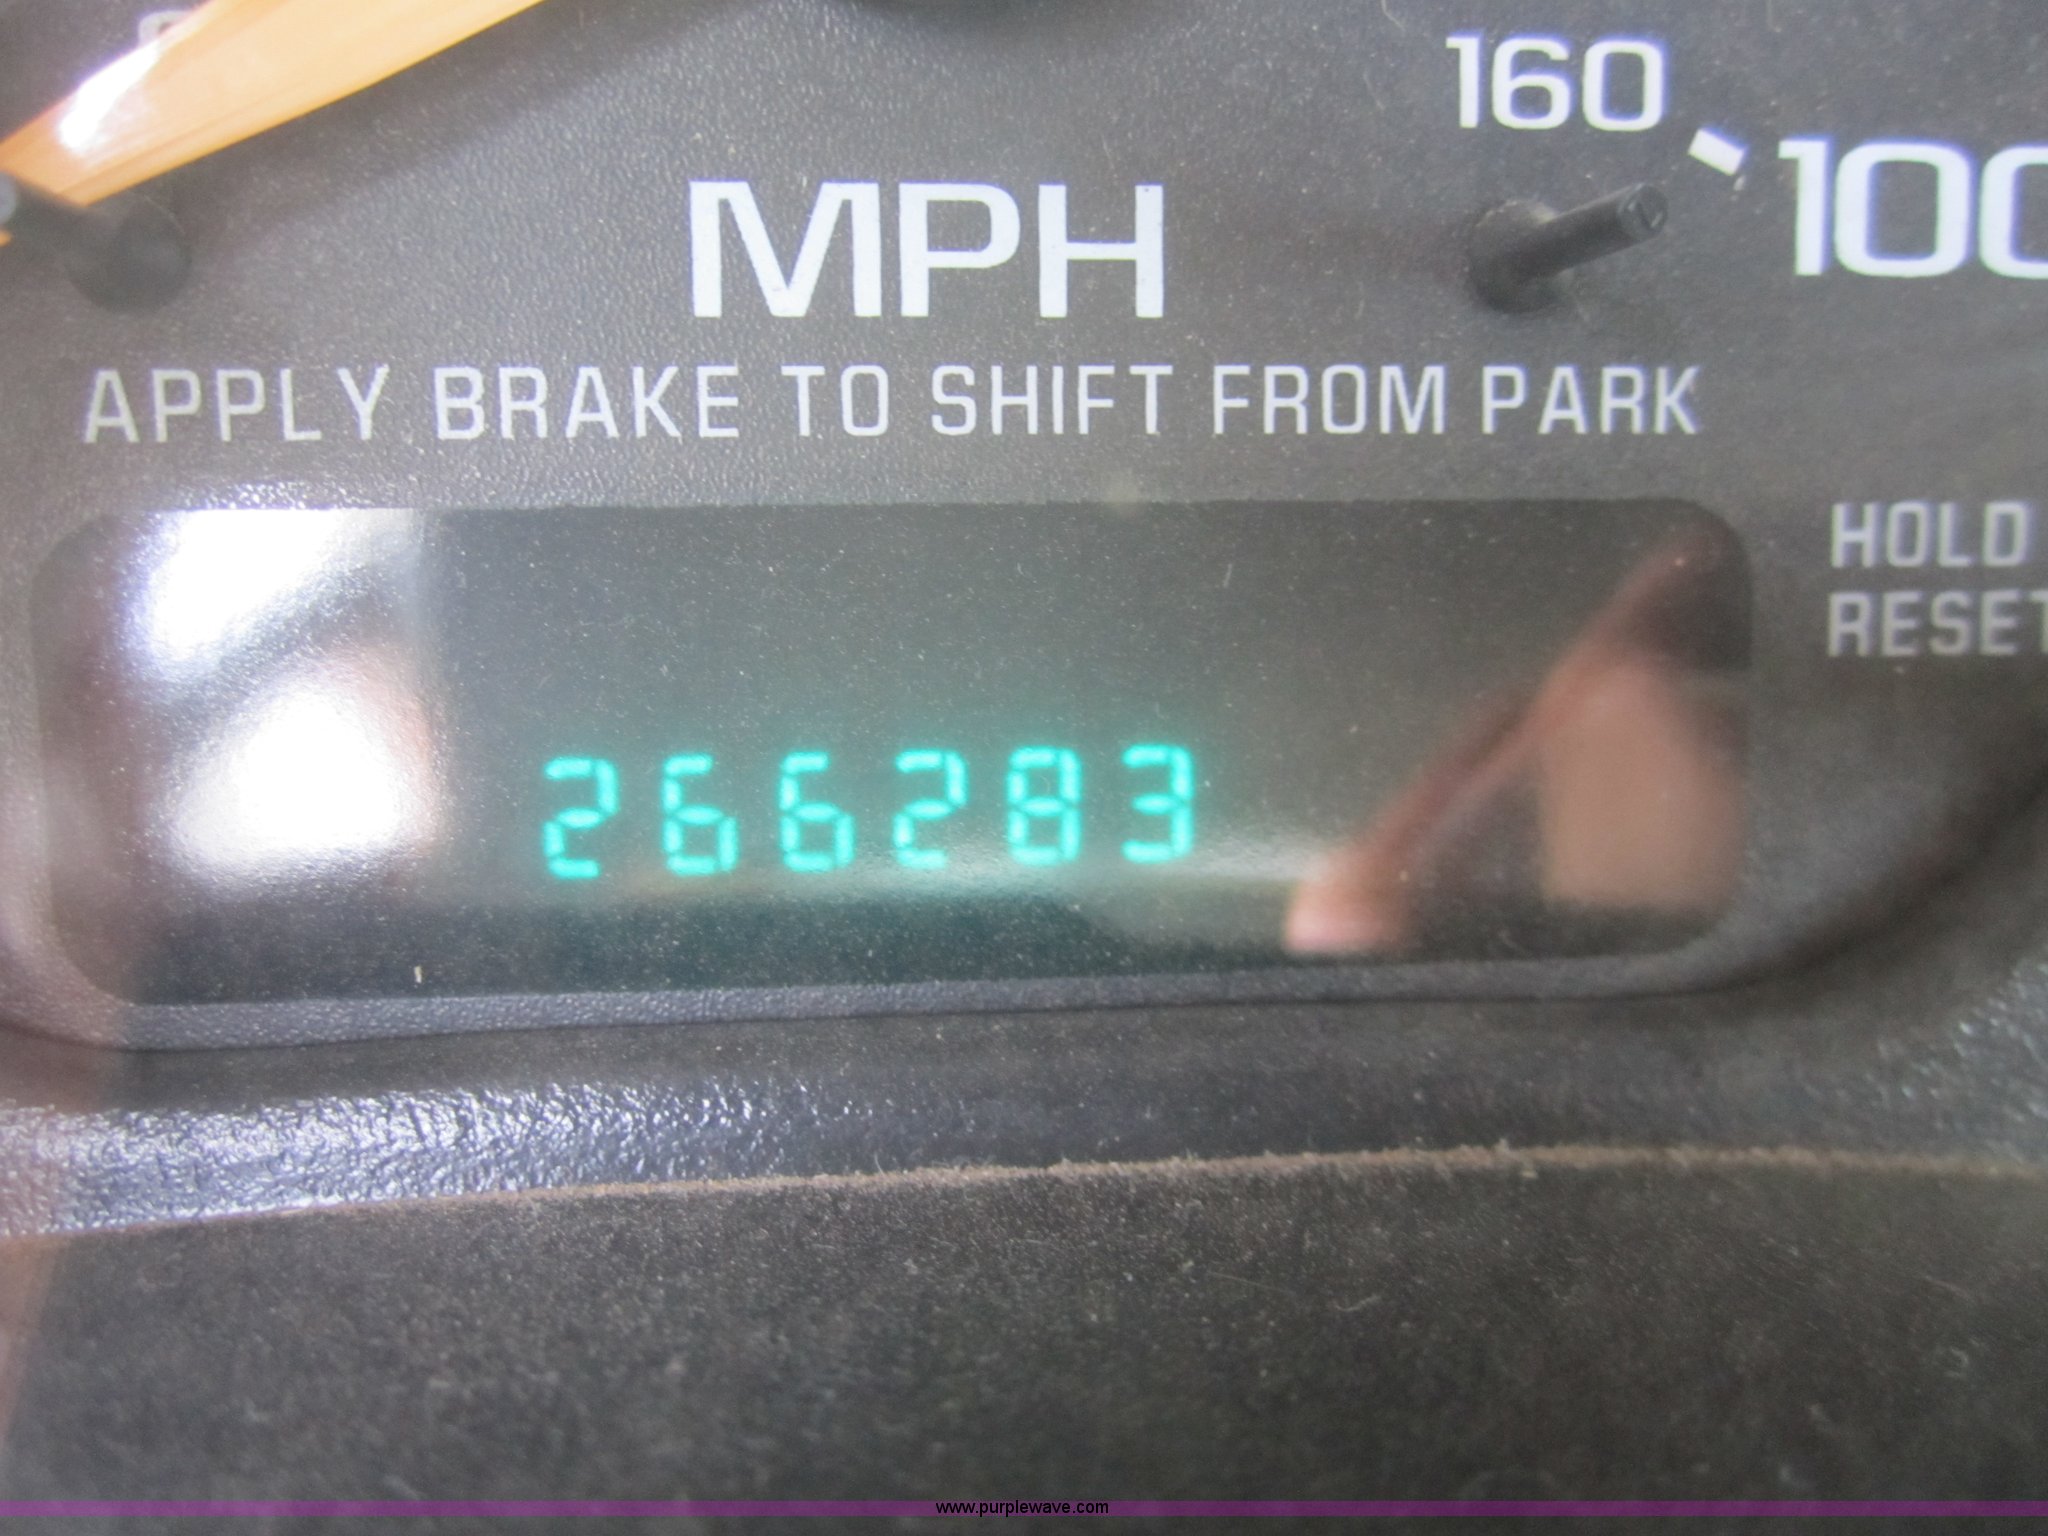 160
100
MPH
APPLY BRAKE TO SHIFT FROM PARK
HOLD
RESET
266283
www.purplewave.com